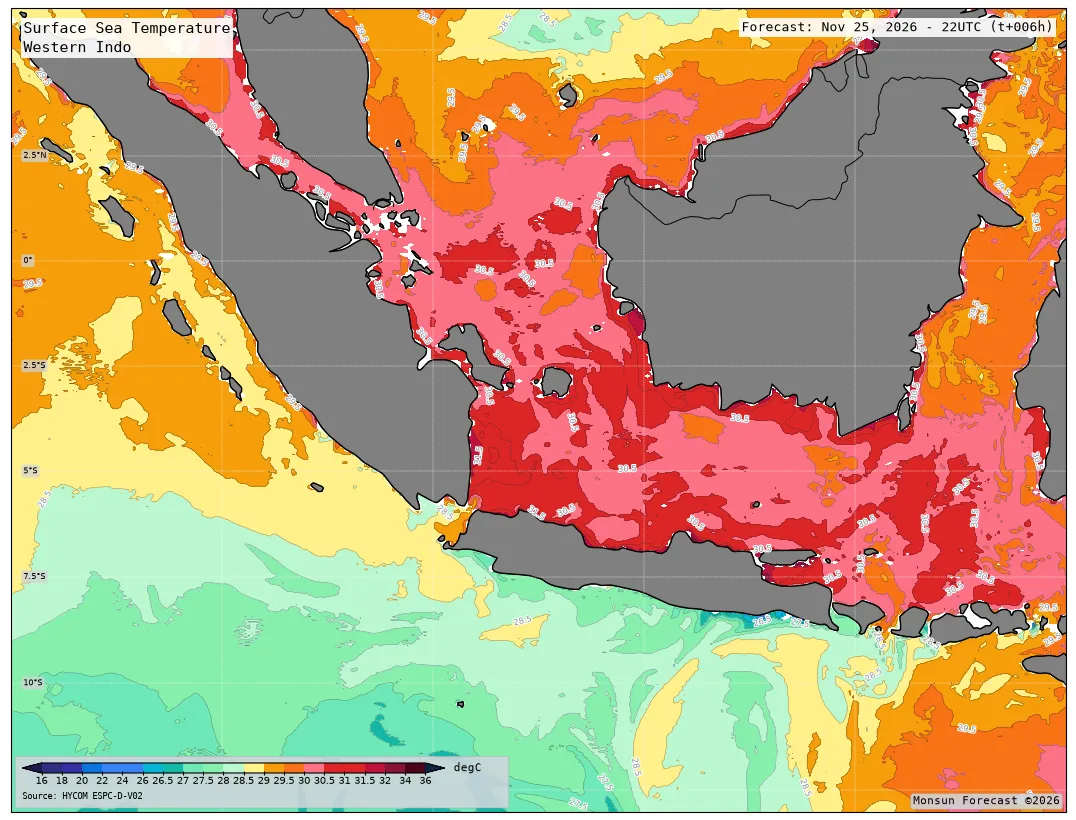 Surface Sea Temperature
Western Indo
Forecast: Nov 25, 2026 - 22UTC (t+006h)
2.5°N
0°
2.5°S
5°S
7.5°S
10°S
degC
16 18 20 22 24 26 26.5 27 27.5 28 28.5 29 29.5 30 30.5 31 31.5 32 33 34 36
Source: HYCOM ESPC-D-V02
Monsun Forecast ©2026